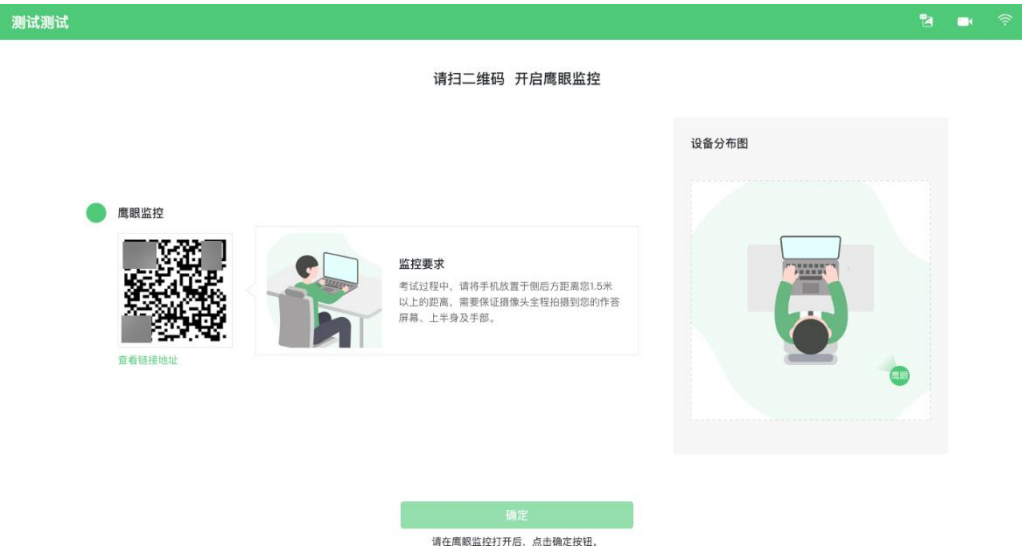 测试测试
请扫二维码 开启鹰眼监控
设备分布图
鹰眼监控
监控要求
考试过程中，请将手机放置于侧后方距离您1.5米
以上的距离，需要保证摄像头全程拍摄到您的作答
屏幕、上半身及手部。
查看链接地址
鹰眼
确定
请在鹰眼监控打开后，点击确定按钮。